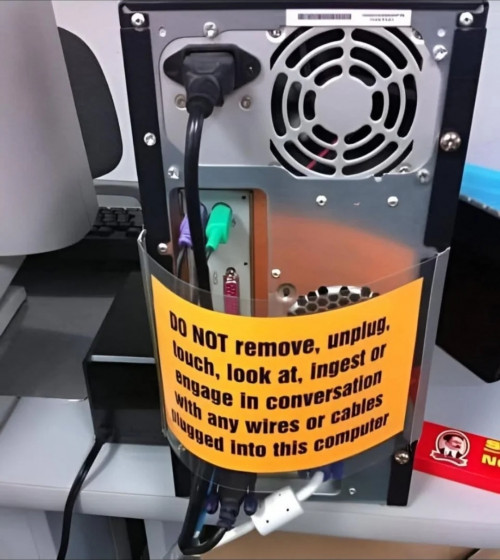 DO NOT remove, unplug,
touch, look at, ingest or
engage in conversation
with any wires or cables
plugged into this computer